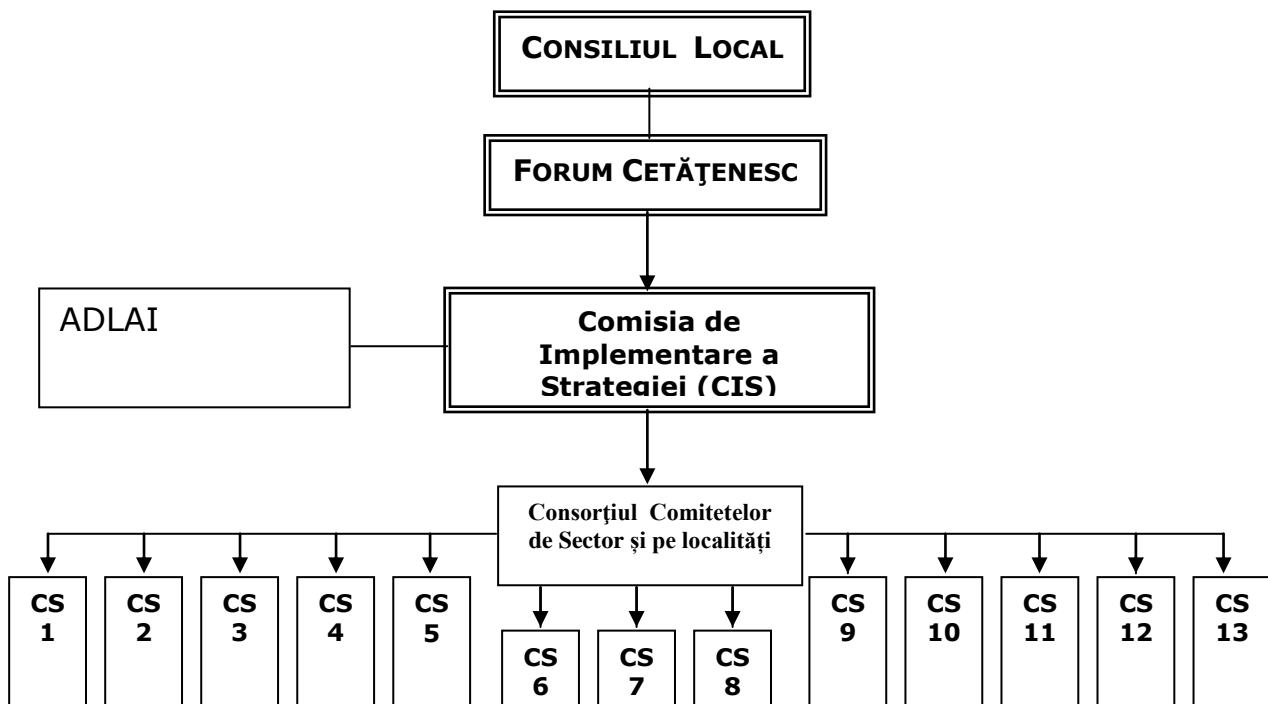 CONSILIUL LOCAL
FORUM CETĂŢENESC
ADLAI
Comisia de
Implementare a
Strategiei (CIS)
Consorţiul Comitetelor
de Sector și pe localități
CS
1
CS
2
CS
3
CS
4
CS
5
CS
6
CS
7
CS
8
CS
9
CS
10
CS
11
CS
12
CS
13